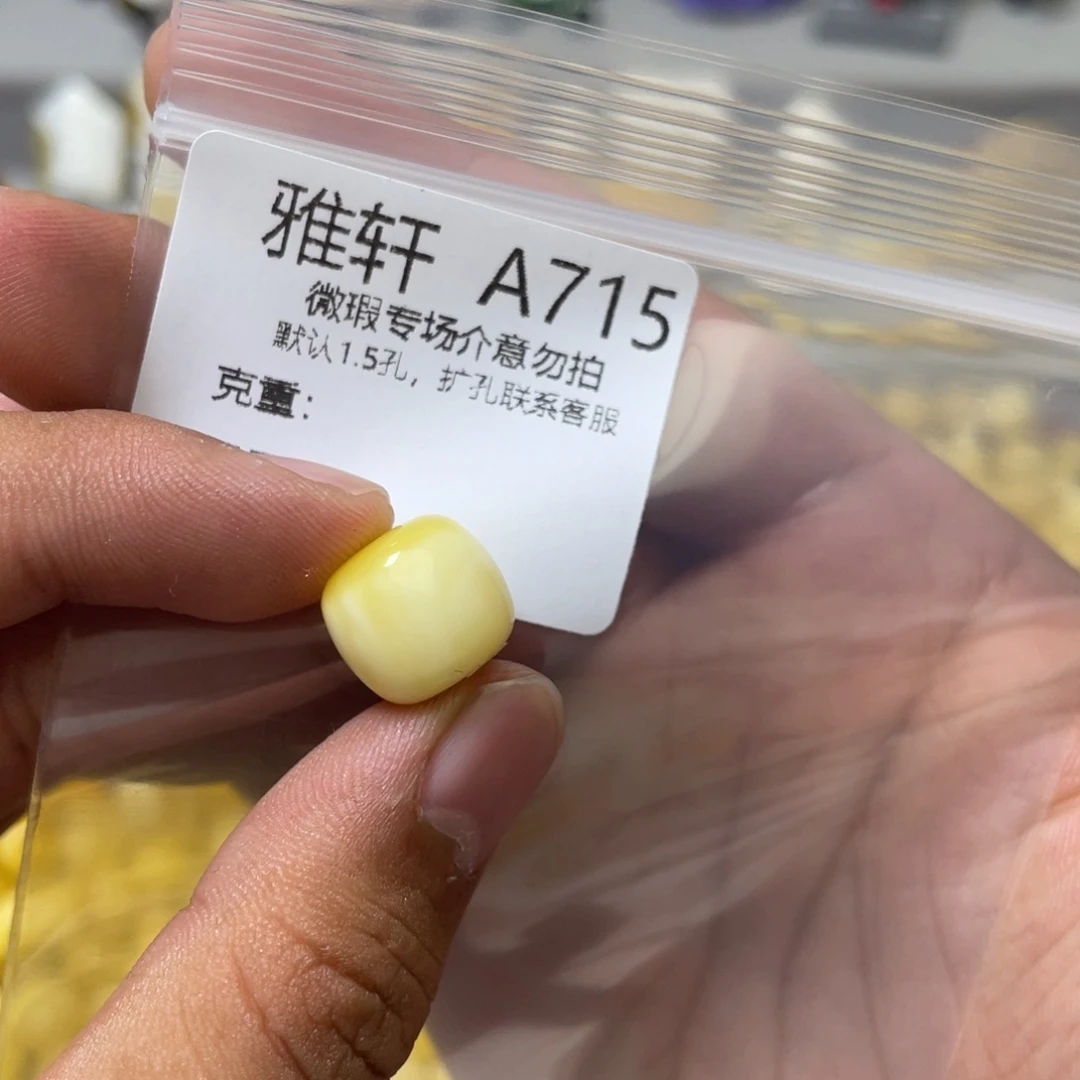 雅轩 A715
微瑕专场介意勿拍
默认1.5孔，扩孔联系客服
克重：